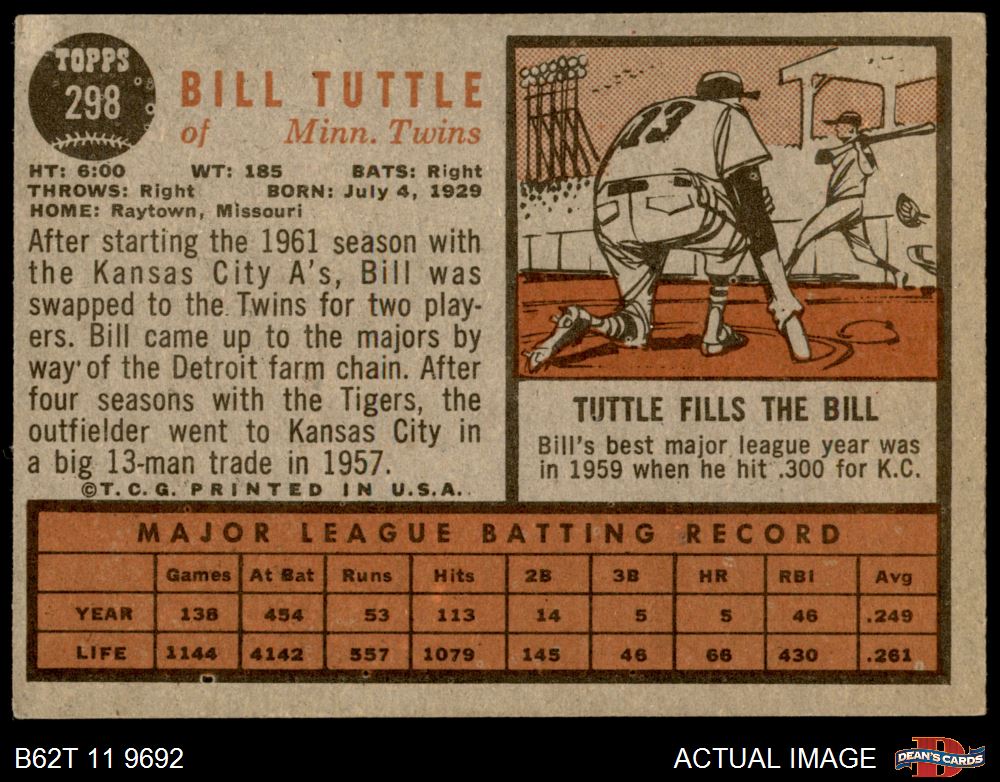 TOPPS
298
BILL TUTTLE
of Minn. Twins
HT: 6:00 WT: 185 BATS: Right
THROWS: Right BORN: July 4, 1929
HOME: Raytown, Missouri
After starting the 1961 season with
the Kansas City A's, Bill was
swapped to the Twins for two play-
ers. Bill came up to the majors by
way of the Detroit farm chain. After
four seasons with the Tigers, the
outfielder went to Kansas City in
a big 13-man trade in 1957.
©T.C.G. PRINTED IN U.S.A.
13
TUTTLE FILLS THE BILL
Bill's best major league year was
in 1959 when he hit .300 for K.C.
MAJOR LEAGUE BATTING RECORD
Games At Bat Runs Hits 2B 3B HR RBI Avg
YEAR 138 454 53 113 14 5 5 46 .249
LIFE 1144 4142 557 1079 145 46 66 430 .261
B62T 11 9692 ACTUAL IMAGE
D
DEAN'S CARDS